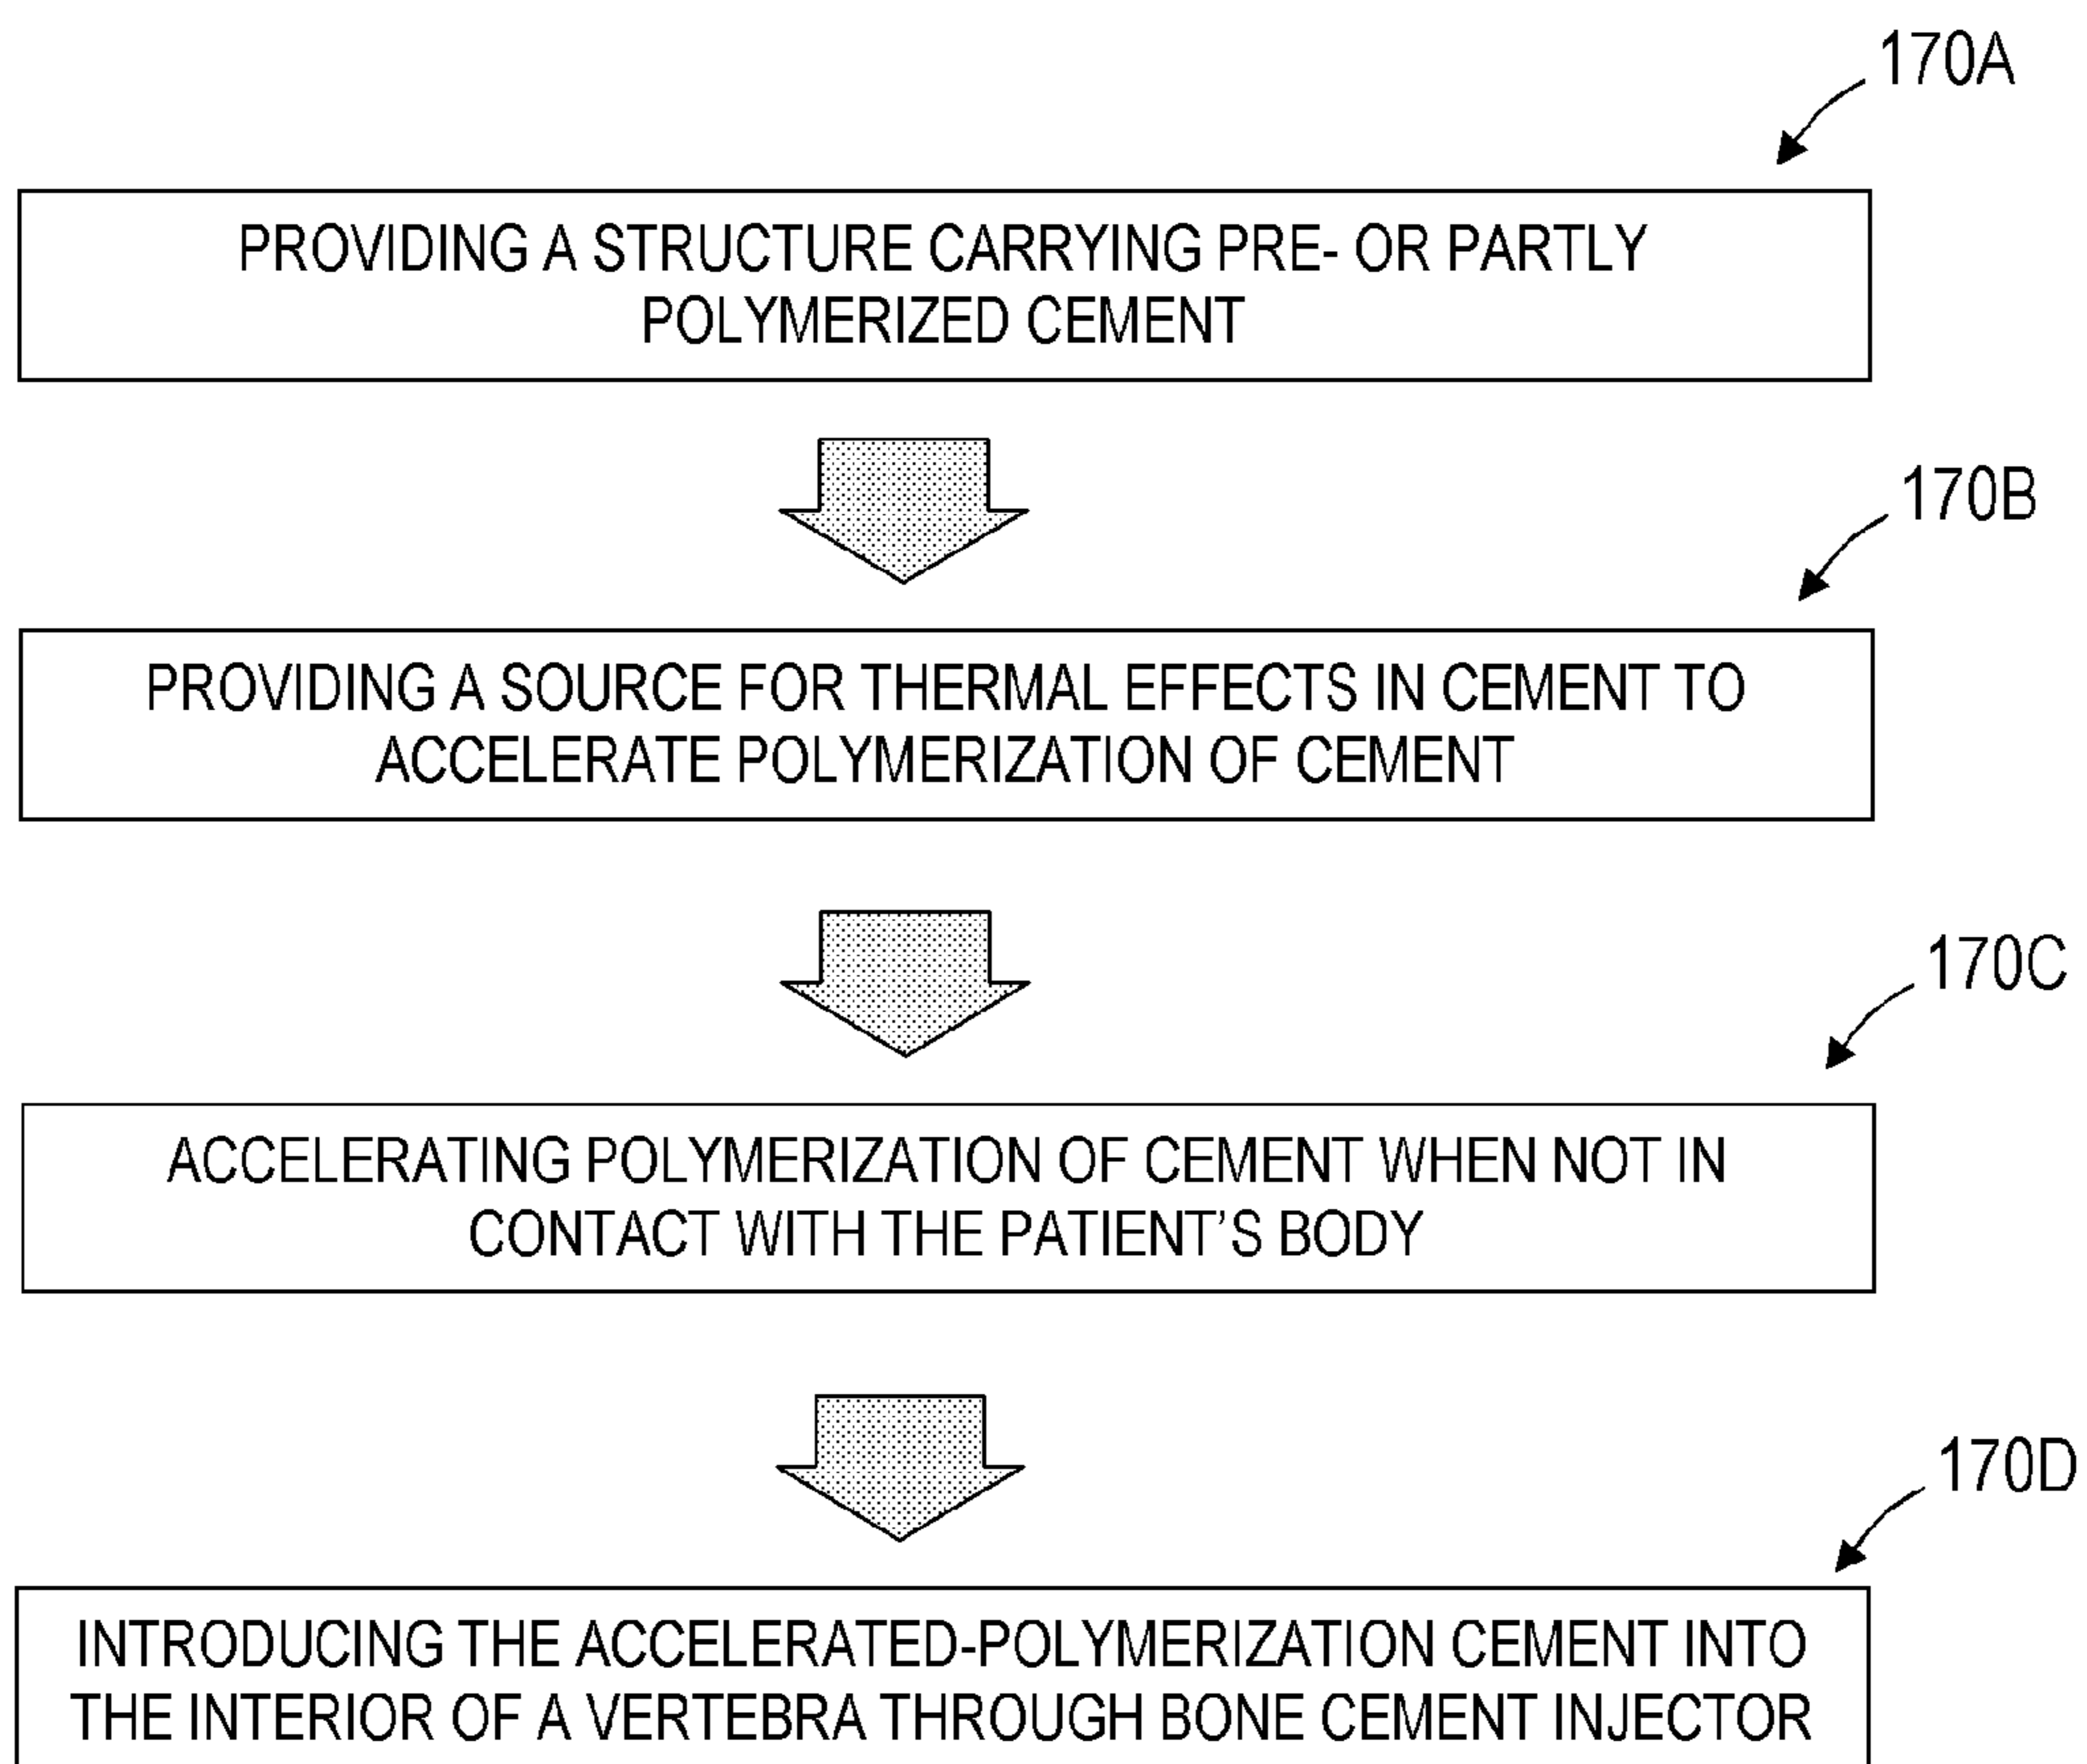 170A
PROVIDING A STRUCTURE CARRYING PRE- OR PARTLY
POLYMERIZED CEMENT
170B
PROVIDING A SOURCE FOR THERMAL EFFECTS IN CEMENT TO
ACCELERATE POLYMERIZATION OF CEMENT
170C
ACCELERATING POLYMERIZATION OF CEMENT WHEN NOT IN
CONTACT WITH THE PATIENT'S BODY
170D
INTRODUCING THE ACCELERATED-POLYMERIZATION CEMENT INTO
THE INTERIOR OF A VERTEBRA THROUGH BONE CEMENT INJECTOR